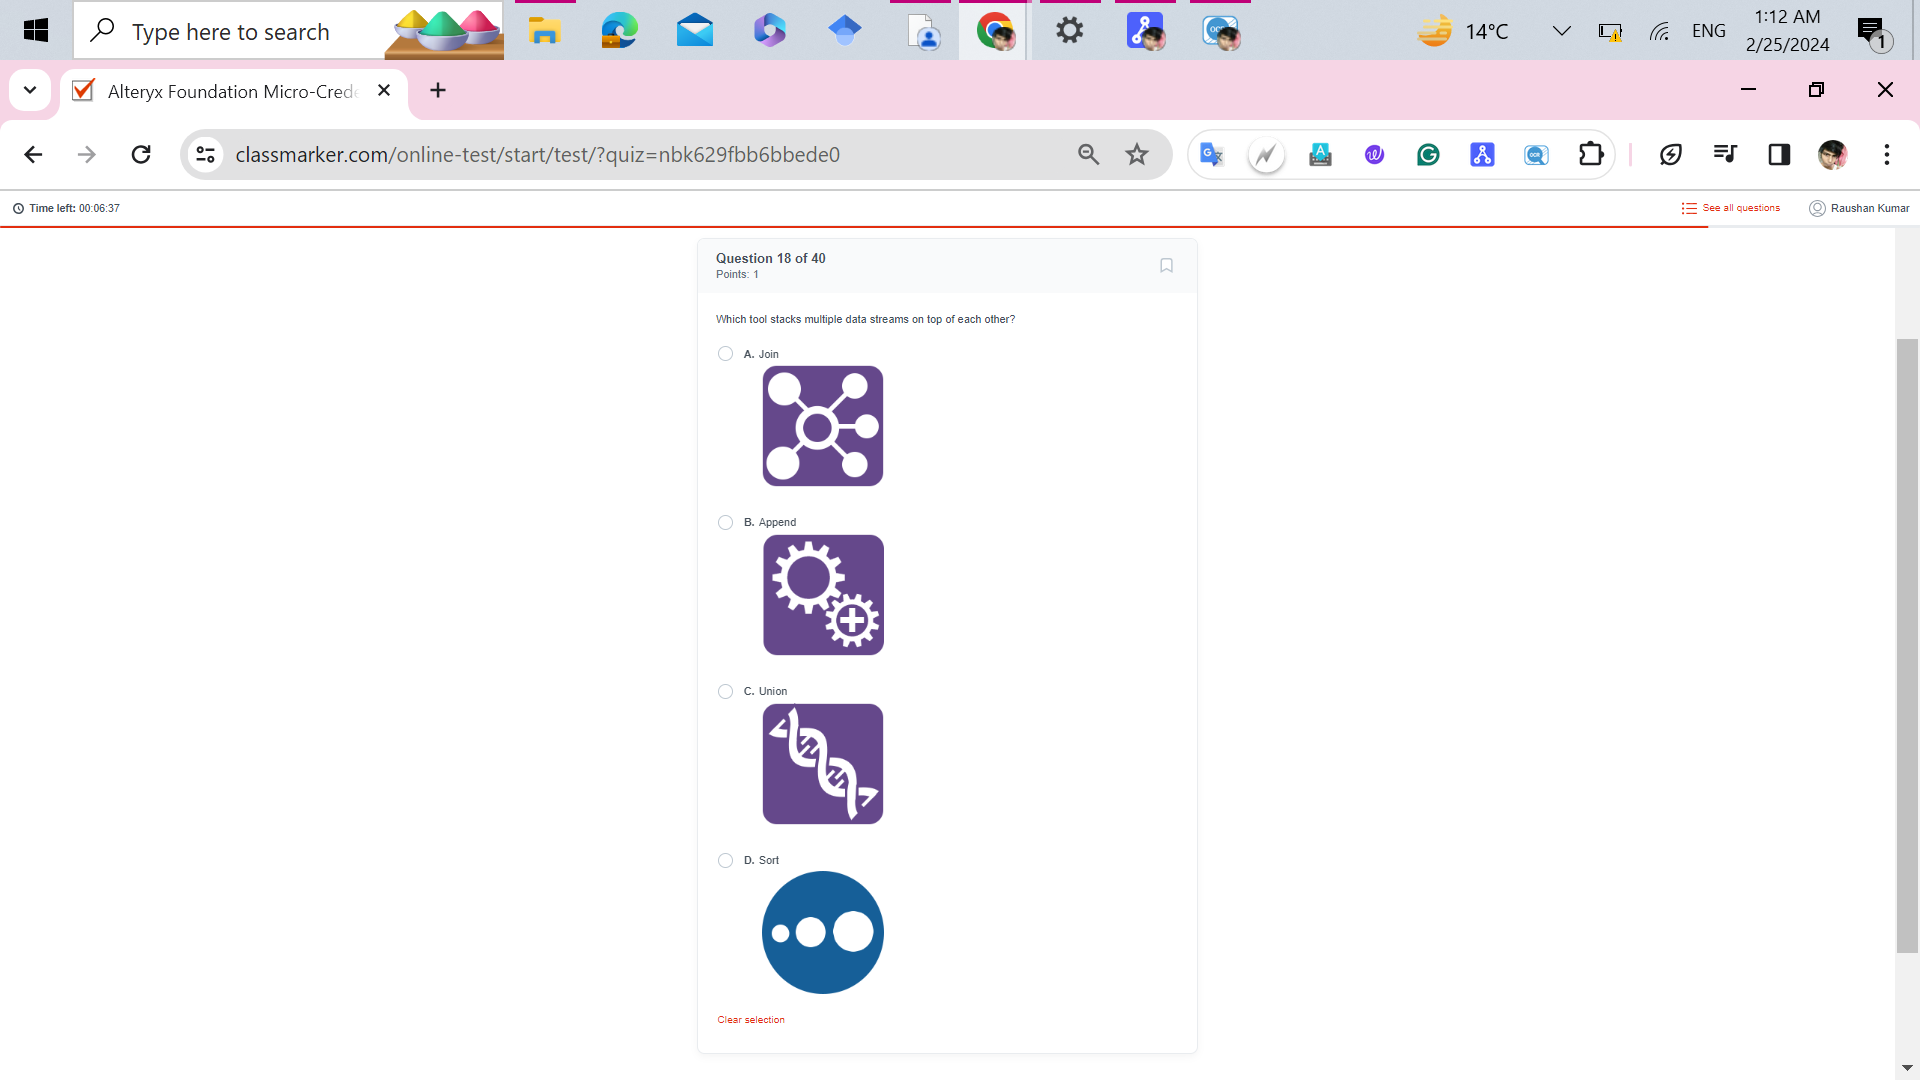 Type here to search
14°C
ENG
1:12 AM
2/25/2024
1
Alteryx Foundation Micro-Crede
classmarker.com/online-test/start/test/?quiz=nbk629fbb6bbede0
Time left: 00:06:37
See all questions
Raushan Kumar
Question 18 of 40
Points: 1
Which tool stacks multiple data streams on top of each other?
A. Join
B. Append
C. Union
D. Sort
Clear selection